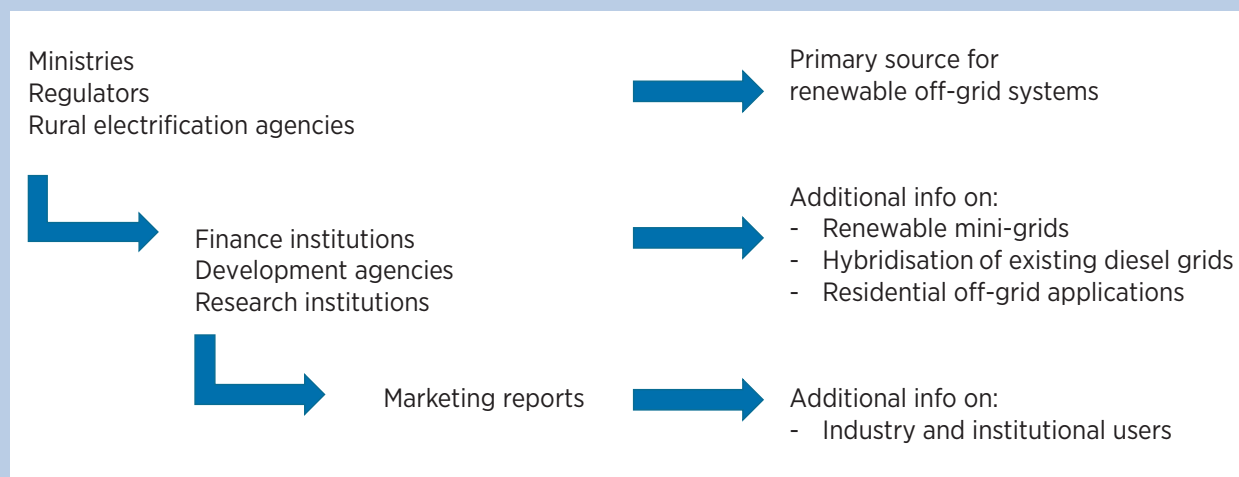 Ministries
Regulators
Rural electrification agencies
Primary source for
renewable off-grid systems
Finance institutions
Development agencies
Research institutions
Additional info on:
- Renewable mini-grids
- Hybridisation of existing diesel grids
- Residential off-grid applications
Marketing reports
Additional info on:
- Industry and institutional users